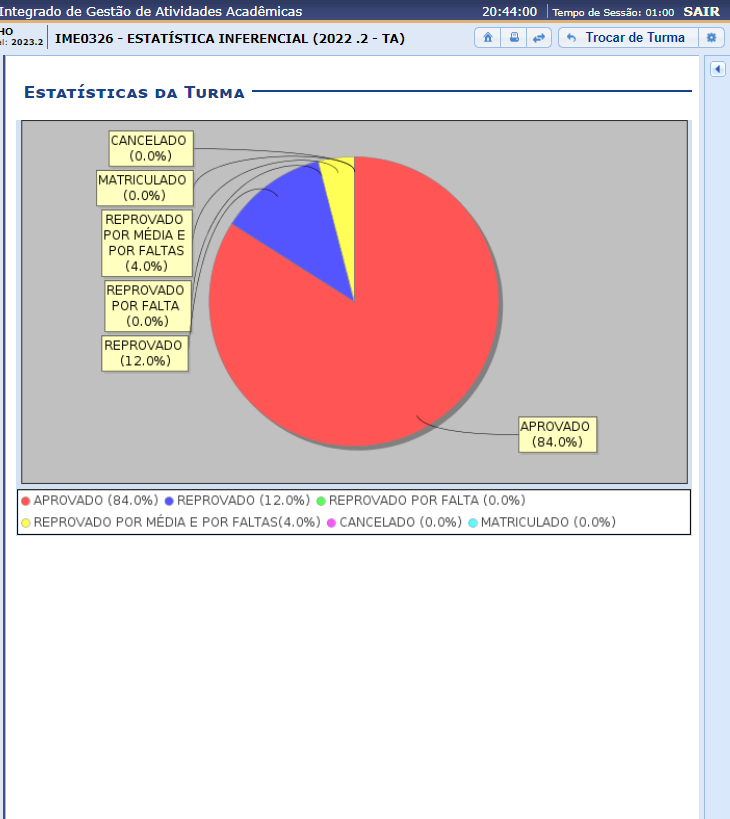 Integrado de Gestão de Atividades Acadêmicas 20:44:00 Tempo de Sessão: 01:00 SAIR
HO
el: 2023.2 IME0326 - ESTATÍSTICA INFERENCIAL (2022 .2 - TA) Trocar de Turma
Estatísticas da Turma
CANCELADO
(0.0%)
MATRICULADO
(0.0%)
REPROVADO
POR MÉDIA E
POR FALTAS
(4.0%)
REPROVADO
POR FALTA
(0.0%)
REPROVADO
(12.0%)
APROVADO
(84.0%)
APROVADO (84.0%) REPROVADO (12.0%) REPROVADO POR FALTA (0.0%)
REPROVADO POR MÉDIA E POR FALTAS(4.0%) CANCELADO (0.0%) MATRICULADO (0.0%)